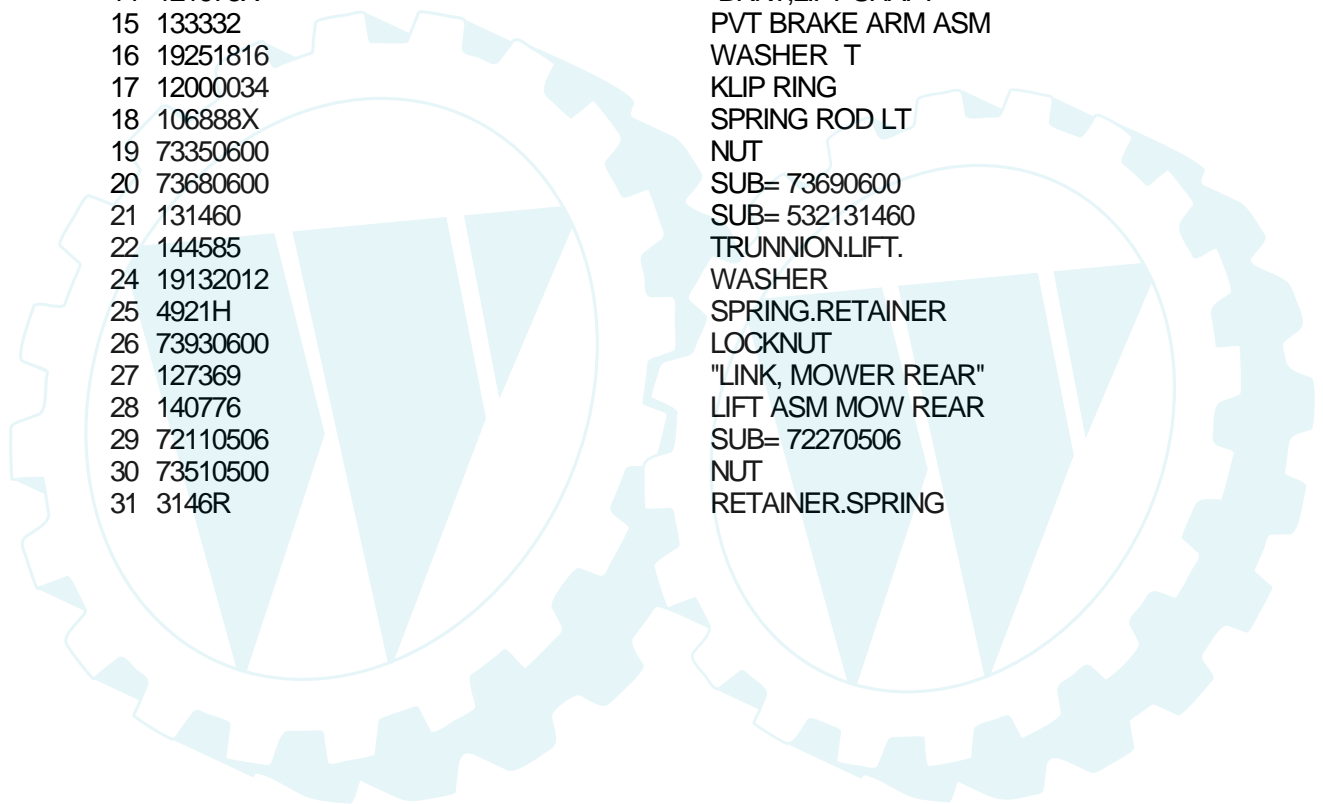 15 133332 PVT BRAKE ARM ASM
16 19251816 WASHER T
17 12000034 KLIP RING
18 106888X SPRING ROD LT
19 73350600 NUT
20 73680600 SUB= 73690600
21 131460 SUB= 532131460
22 144585 TRUNNION.LIFT.
24 19132012 WASHER
25 4921H SPRING.RETAINER
26 73930600 LOCKNUT
27 127369 "LINK, MOWER REAR"
28 140776 LIFT ASM MOW REAR
29 72110506 SUB= 72270506
30 73510500 NUT
31 3146R RETAINER.SPRING